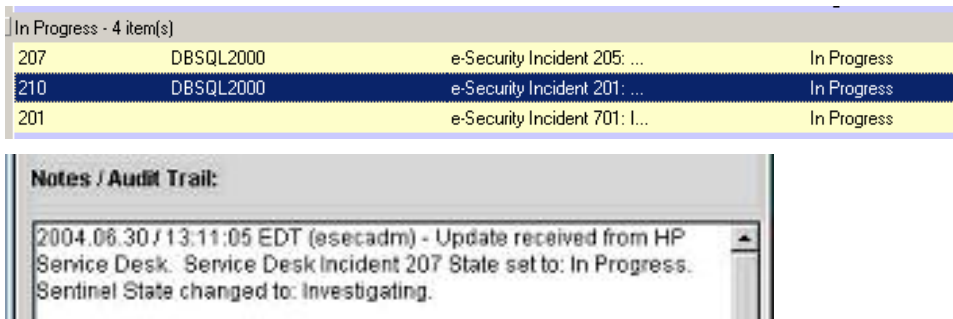 In Progress - 4 item(s)
207 DBSQL2000 e-Security Incident 205: ... In Progress
210 DBSQL2000 e-Security Incident 201: ... In Progress
201 e-Security Incident 701: I... In Progress
Notes / Audit Trail:
2004.06.30 / 13:11:05 EDT (esecadm) - Update received from HP
Service Desk. Service Desk Incident 207 State set to: In Progress.
Sentinel State changed to: Investigating.